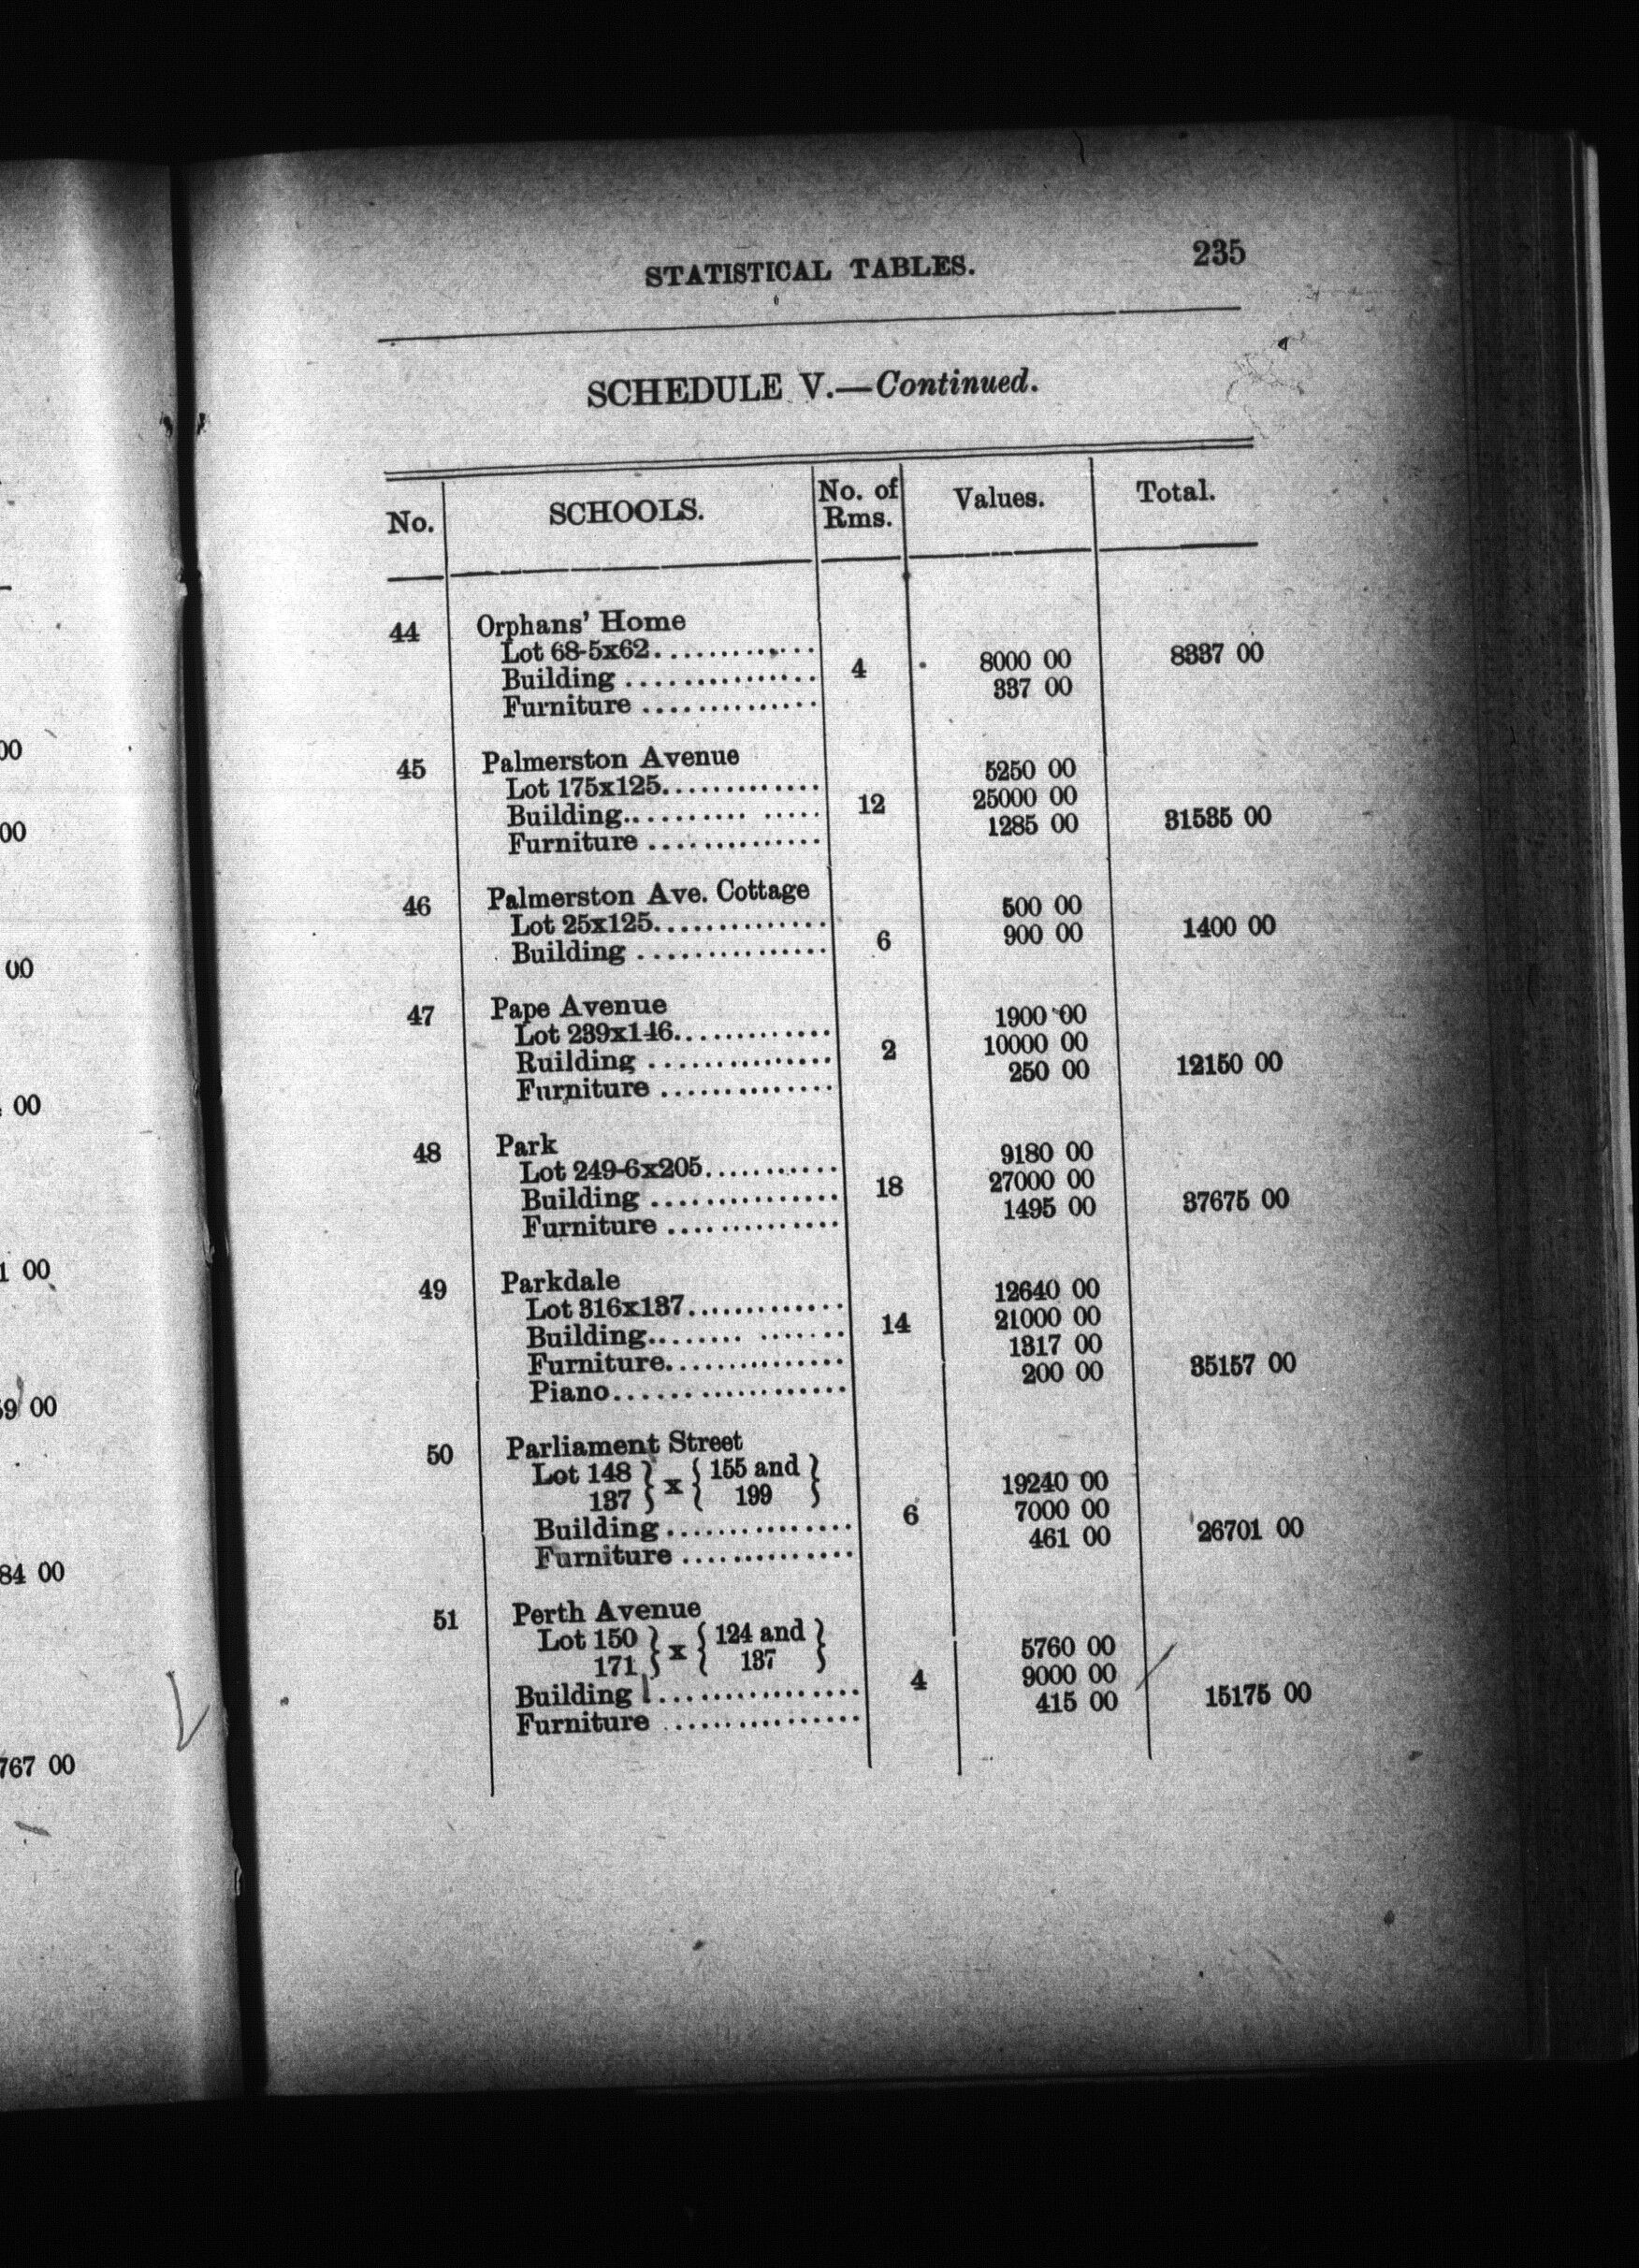 STATISTICAL TABLES. 235
SCHEDULE V.—Continued.
No. SCHOOLS. No. of Rms. Values. Total.
44 Orphans' Home
Lot 68-5x62............
Building ............... 4 8000 00 8337 00
Furniture .............. 337 00
45 Palmerston Avenue
Lot 175x125............. 5250 00
Building.......... ..... 12 25000 00
Furniture .............. 1285 00 31535 00
46 Palmerston Ave. Cottage
Lot 25x125.............. 500 00
Building ............... 6 900 00 1400 00
47 Pape Avenue
Lot 239x146............. 1900 00
Ruilding ............... 2 10000 00
Furniture .............. 250 00 12150 00
48 Park
Lot 249-6x205........... 9180 00
Building ............... 18 27000 00
Furniture .............. 1495 00 37675 00
49 Parkdale
Lot 316x137............. 12640 00
Building........ ....... 14 21000 00
Furniture............... 1317 00
Piano................... 200 00 35157 00
50 Parliament Street
Lot 148 } x { 155 and }
137 } { 199 } 19240 00
Building ............... 6 7000 00
Furniture .............. 461 00 26701 00
51 Perth Avenue
Lot 150 } x { 124 and }
171 } { 137 } 5760 00
Building ................ 4 9000 00
Furniture ............... 415 00 15175 00
00
00
00
00
1 00
59 00
84 00
767 00